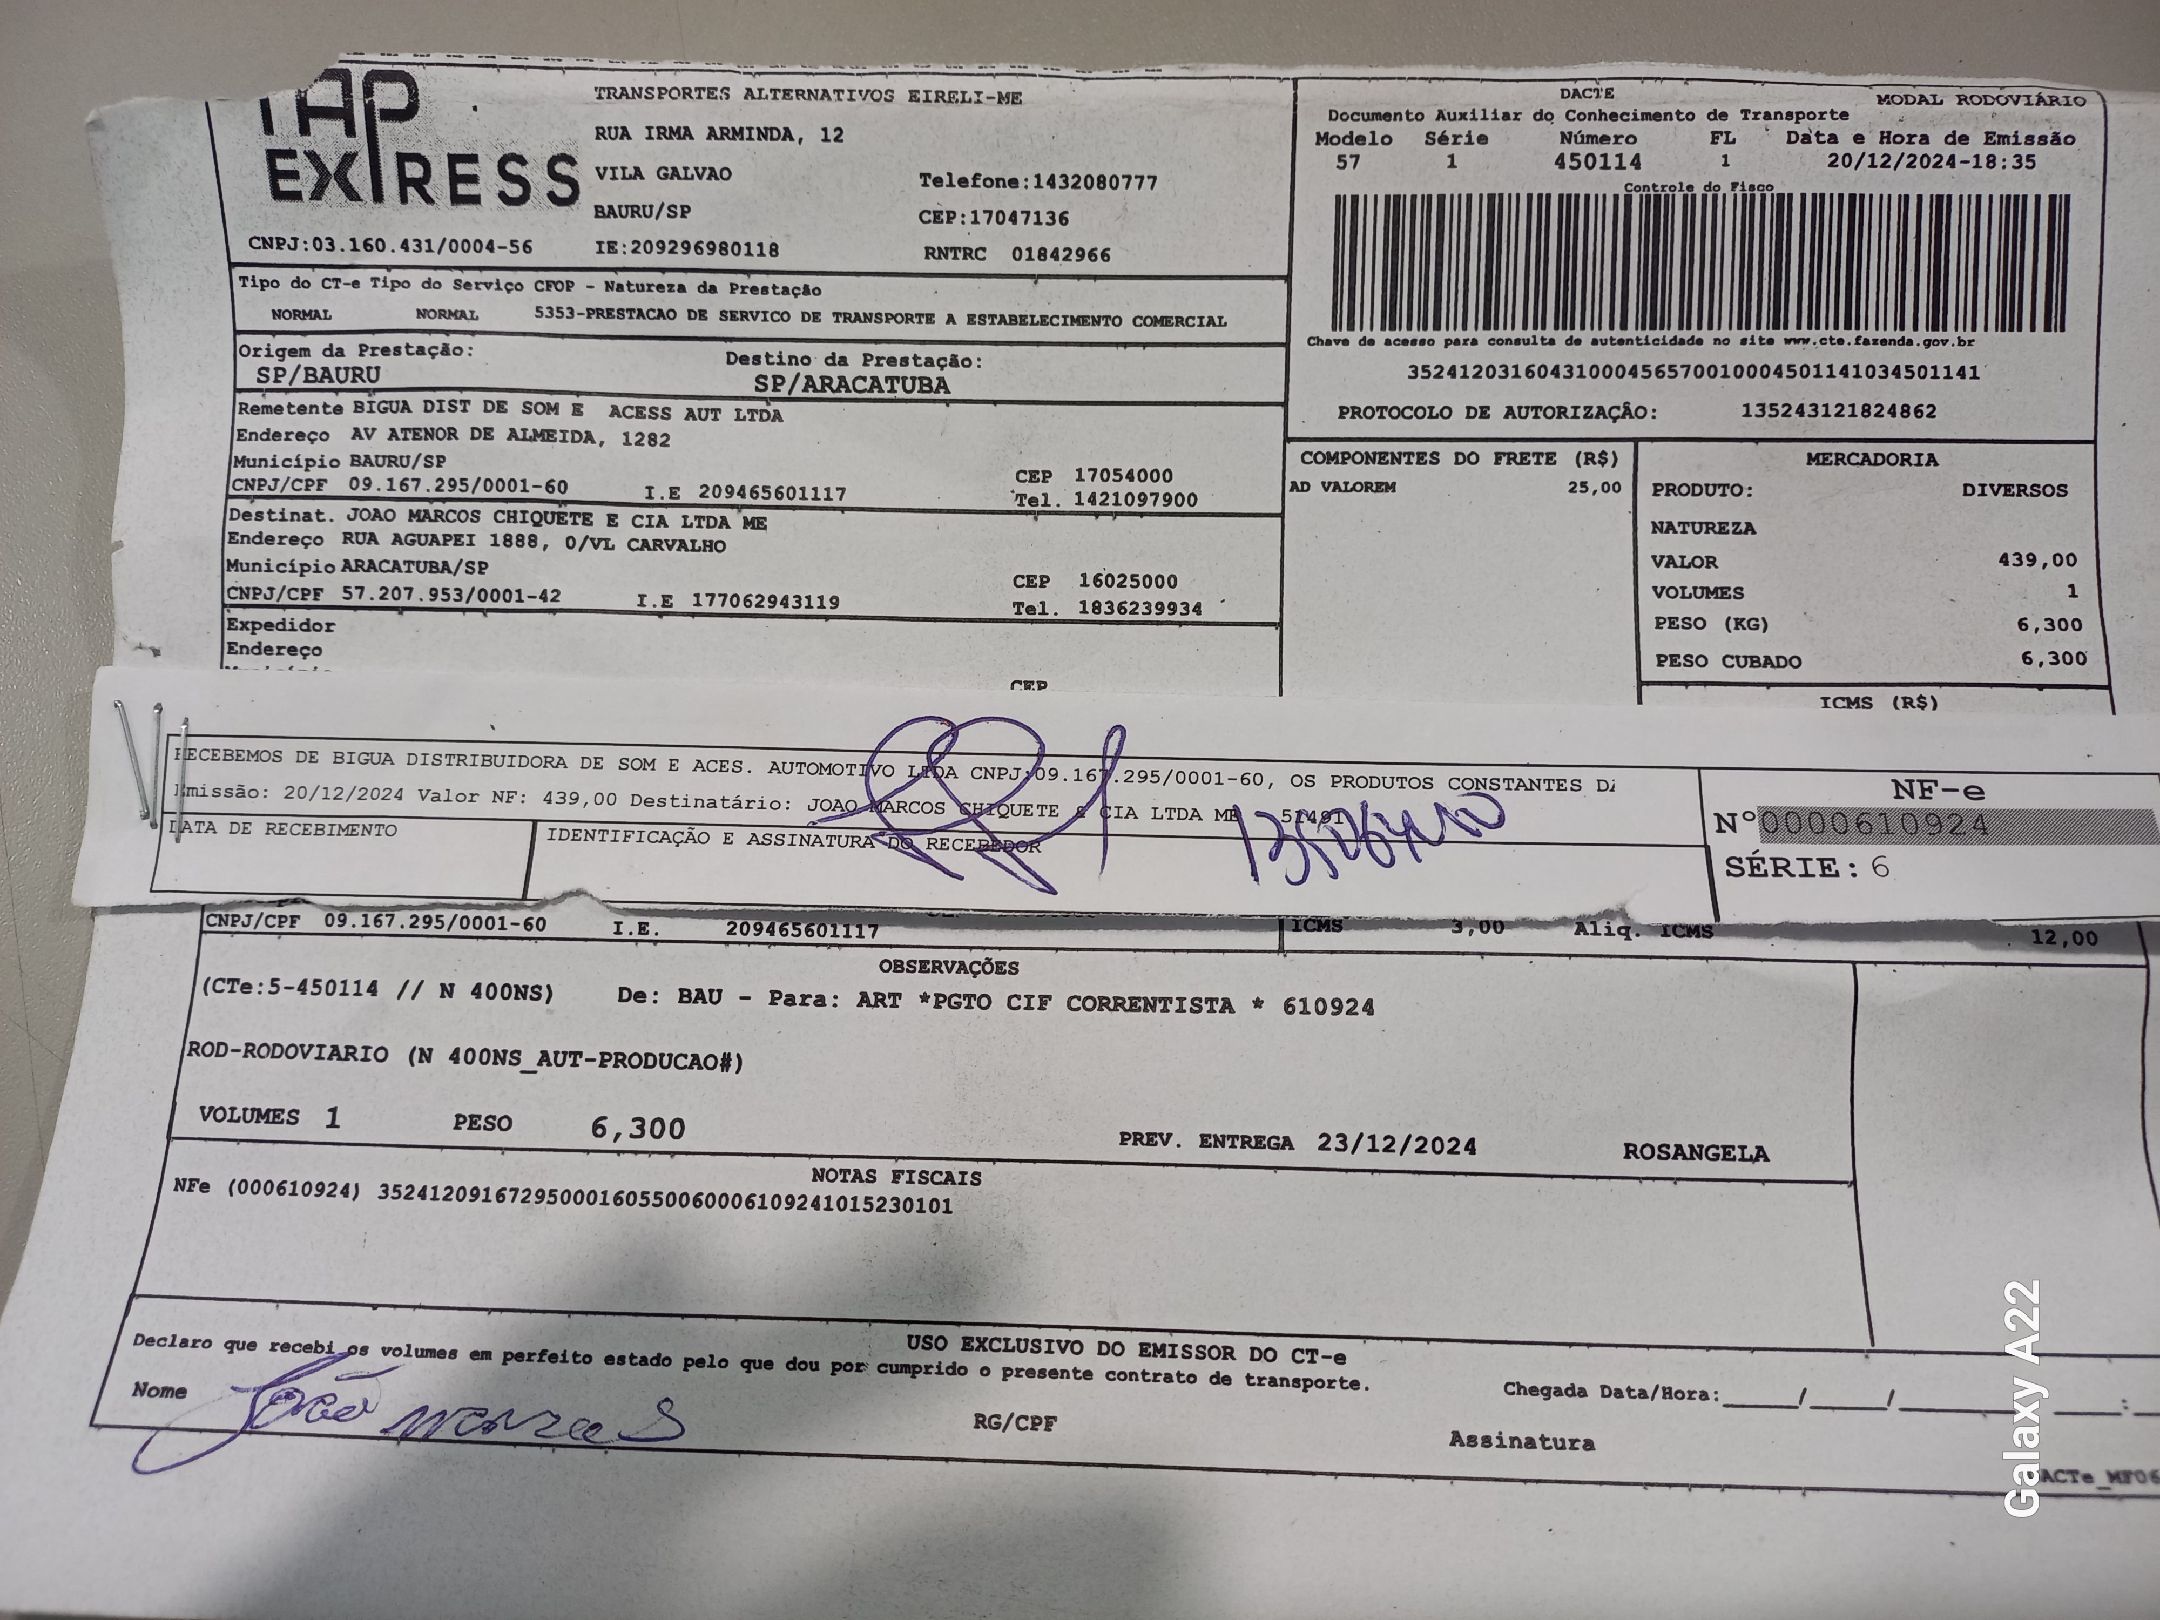 TAP
EXPRESS
TRANSPORTES ALTERNATIVOS EIRELI-ME
RUA IRMA ARMINDA, 12
VILA GALVAO
Telefone:1432080777
BAURU/SP
CEP:17047136
CNPJ:03.160.431/0004-56
IE:209296980118
RNTRC 01842966
DACTE
MODAL RODOVIÁRIO
Documento Auxiliar do Conhecimento de Transporte
Modelo Série Número FL Data e Hora de Emissão
57 1 450114 1 20/12/2024-18:35
Controle do Fisco
Chave de acesso para consulta de autenticidade no site www.cte.fazenda.gov.br
35241203160431000456570010004501141034501141
PROTOCOLO DE AUTORIZAÇÃO: 135243121824862
Tipo do CT-e Tipo do Serviço CFOP - Natureza da Prestação
NORMAL NORMAL 5353-PRESTACAO DE SERVICO DE TRANSPORTE A ESTABELECIMENTO COMERCIAL
Origem da Prestação: Destino da Prestação:
SP/BAURU SP/ARACATUBA
Remetente BIGUA DIST DE SOM E ACESS AUT LTDA
Endereço AV ATENOR DE ALMEIDA, 1282
Município BAURU/SP CEP 17054000
CNPJ/CPF 09.167.295/0001-60 I.E 209465601117 Tel. 1421097900
Destinat. JOAO MARCOS CHIQUETE E CIA LTDA ME
Endereço RUA AGUAPEI 1888, 0/VL CARVALHO
Município ARACATUBA/SP CEP 16025000
CNPJ/CPF 57.207.953/0001-42 I.E 177062943119 Tel. 1836239934
Expedidor
Endereço
CEP
COMPONENTES DO FRETE (R$)
AD VALOREM 25,00
MERCADORIA
PRODUTO: DIVERSOS
NATUREZA
VALOR 439,00
VOLUMES 1
PESO (KG) 6,300
PESO CUBADO 6,300
ICMS (R$)
RECEBEMOS DE BIGUA DISTRIBUIDORA DE SOM E ACES. AUTOMOTIVO LTDA CNPJ:09.167.295/0001-60, OS PRODUTOS CONSTANTES DA
Emissão: 20/12/2024 Valor NF: 439,00 Destinatário: JOAO MARCOS CHIQUETE & CIA LTDA ME 51491
DATA DE RECEBIMENTO
IDENTIFICAÇÃO E ASSINATURA DO RECEBEDOR
NF-e
Nº0000610924
SÉRIE: 6
CNPJ/CPF 09.167.295/0001-60 I.E. 209465601117
ICMS 3,00 Aliq. ICMS 12,00
OBSERVAÇÕES
(CTe:5-450114 // N 400NS) De: BAU - Para: ART *PGTO CIF CORRENTISTA * 610924
ROD-RODOVIARIO (N 400NS_AUT-PRODUCAO#)
VOLUMES 1 PESO 6,300 PREV. ENTREGA 23/12/2024 ROSANGELA
NOTAS FISCAIS
NFe (000610924) 35241209167295000160550060006109241015230101
USO EXCLUSIVO DO EMISSOR DO CT-e
Declaro que recebi os volumes em perfeito estado pelo que dou por cumprido o presente contrato de transporte.
Nome João Marcos
RG/CPF
Chegada Data/Hora:____/____/____ ____:__
Assinatura
Galaxy A22